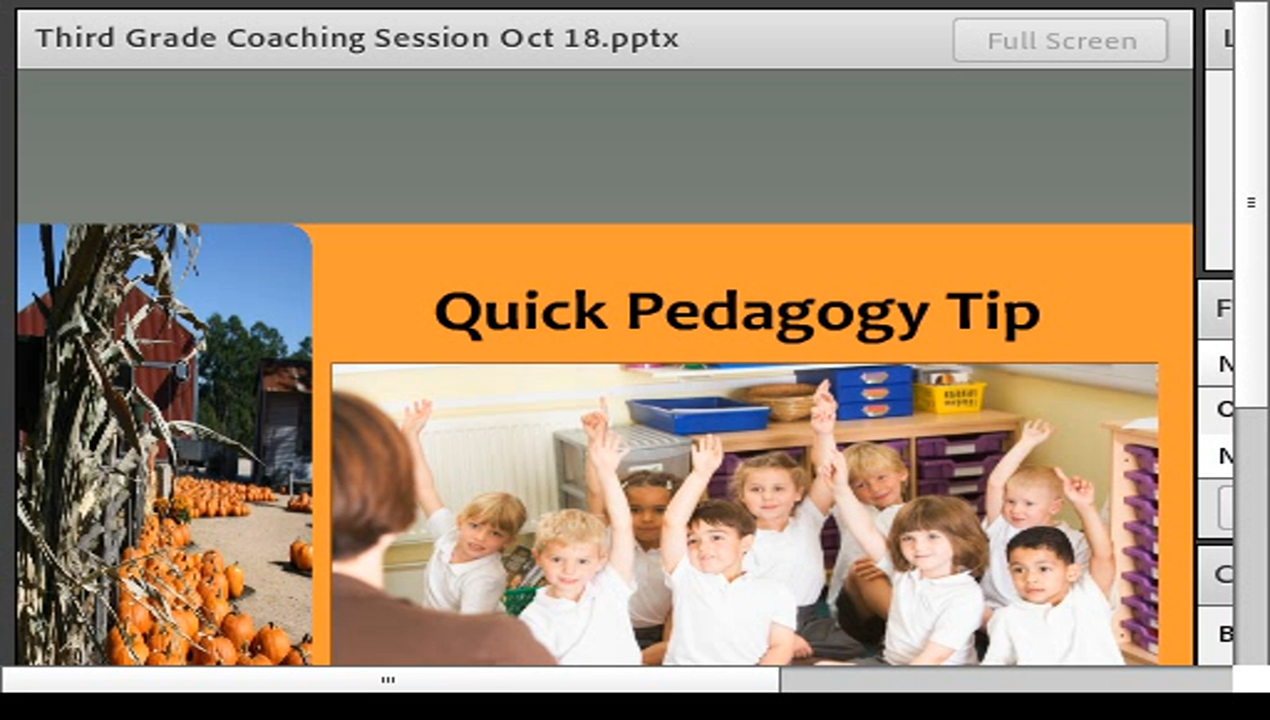 Third Grade Coaching Session Oct 18.pptx
Full Screen
Quick Pedagogy Tip